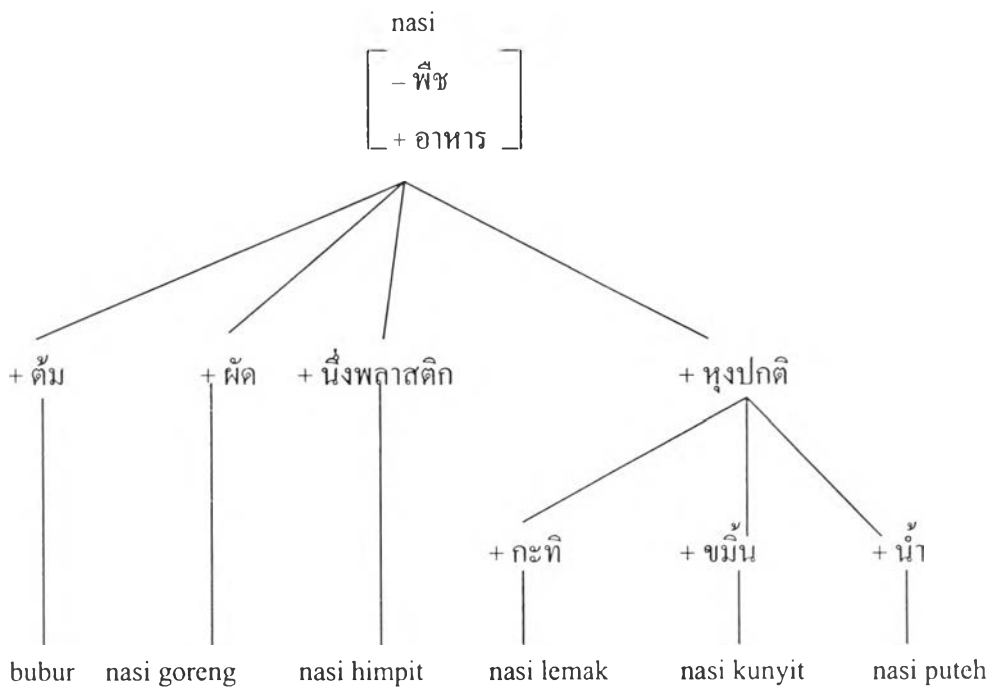 nasi
– พืช
+ อาหาร
+ ต้ม + ผัด + นึ่งพลาสติก + หุงปกติ
+ กะทิ + ขมิ้น + น้ำ
bubur nasi goreng nasi himpit nasi lemak nasi kunyit nasi puteh